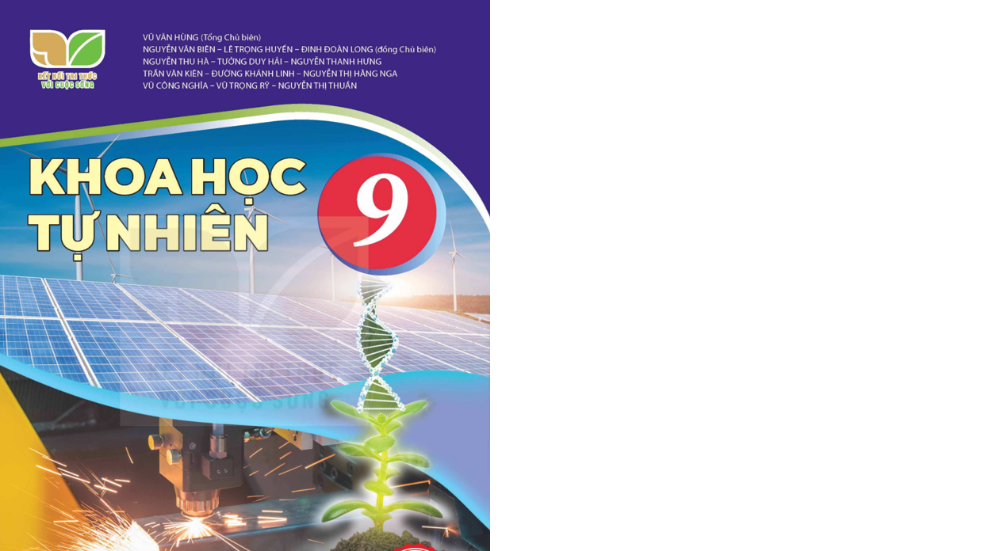 VŨ VĂN HÙNG (Tổng Chủ biên)
NGUYỄN VĂN BIÊN – LÊ TRỌNG HUYỀN – ĐINH ĐOÀN LONG (đồng Chủ biên)
NGUYỄN THU HÀ – TƯỞNG DUY HẢI – NGUYỄN THANH HƯNG
TRẦN VĂN KIÊN – ĐƯỜNG KHÁNH LINH – NGUYỄN THỊ HẰNG NGA
VŨ CÔNG NGHĨA – VŨ TRỌNG RỸ – NGUYỄN THỊ THUẦN
KẾT NỐI TRI THỨC
VỚI CUỘC SỐNG
KHOA HỌC
TỰ NHIÊN
9
VỚI CUỘC SỐNG